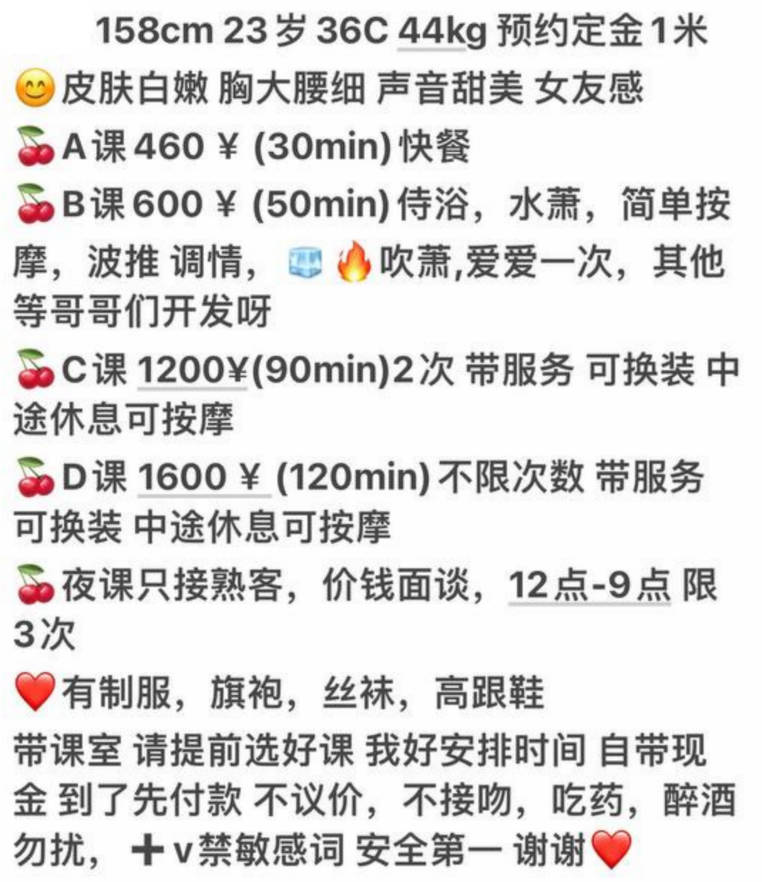 158cm 23岁 36C 44kg 预约定金1米
😊皮肤白嫩 胸大腰细 声音甜美 女友感
🍒A课460 ¥ (30min)快餐
🍒B课600 ¥ (50min)侍浴，水萧，简单按
摩，波推 调情，🧊🔥吹萧,爱爱一次，其他
等哥哥们开发呀
🍒C课 1200¥(90min)2次 带服务 可换装 中
途休息可按摩
🍒D课 1600 ¥ (120min)不限次数 带服务
可换装 中途休息可按摩
🍒夜课只接熟客，价钱面谈，12点-9点 限
3次
❤️有制服，旗袍，丝袜，高跟鞋
带课室 请提前选好课 我好安排时间 自带现
金 到了先付款 不议价，不接吻，吃药，醉酒
勿扰，➕v禁敏感词 安全第一 谢谢❤️